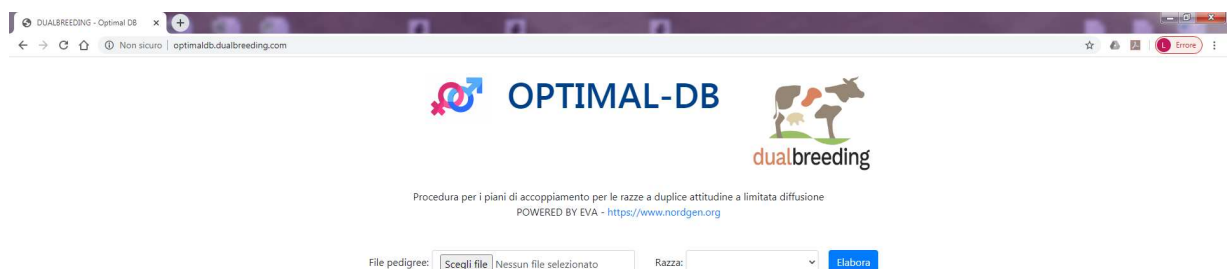 DUALBREEDING - Optimal DB
Non sicuro | optimaldb.dualbreeding.com
L Errore
OPTIMAL-DB
dualbreeding
Procedura per i piani di accoppiamento per le razze a duplice attitudine a limitata diffusione
POWERED BY EVA - https://www.nordgen.org
File pedigree: Scegli file Nessun file selezionato Razza: Elabora